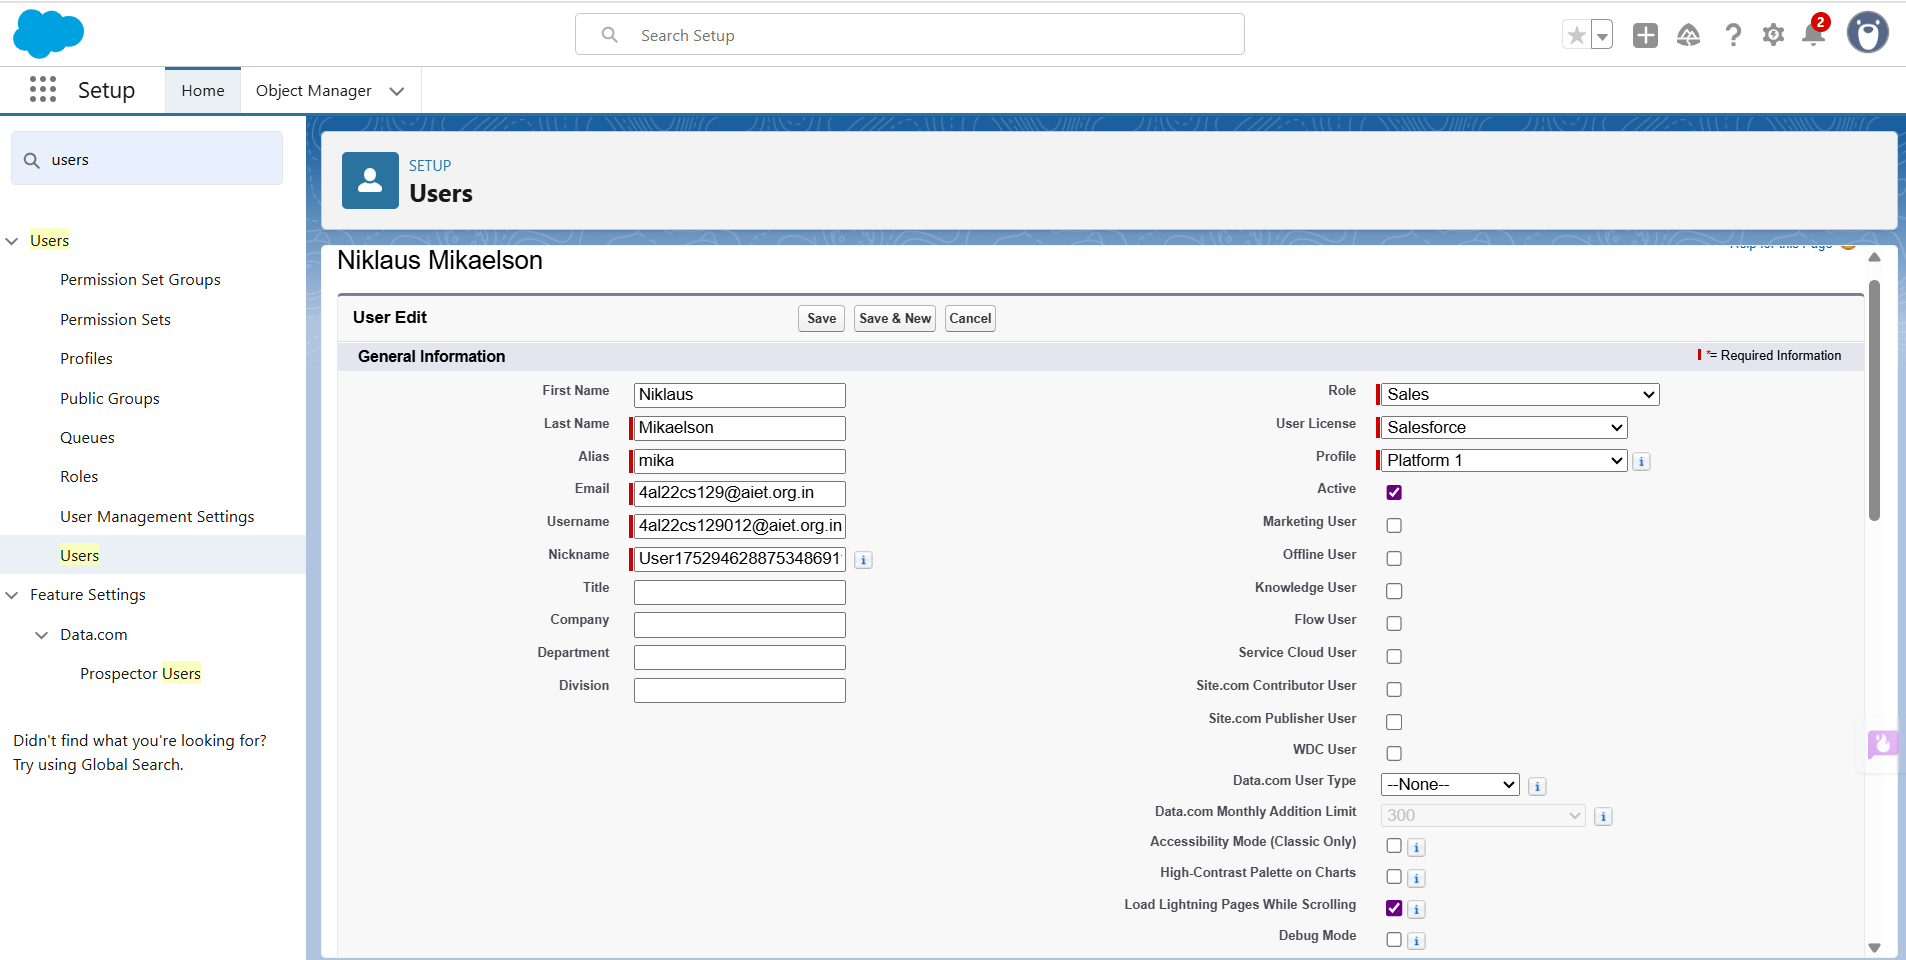 Search Setup
2
Setup
Home
Object Manager
users
Users
Permission Set Groups
Permission Sets
Profiles
Public Groups
Queues
Roles
User Management Settings
Users
Feature Settings
Data.com
Prospector Users
Didn't find what you're looking for?
Try using Global Search.
SETUP
Users
Help for this Page
Niklaus Mikaelson
User Edit
Save
Save & New
Cancel
General Information
*= Required Information
First Name
Niklaus
Last Name
Mikaelson
Alias
mika
Email
4al22cs129@aiet.org.in
Username
4al22cs129012@aiet.org.in
Nickname
User175294628875348691
Title
Company
Department
Division
Role
Sales
User License
Salesforce
Profile
Platform 1
Active
Marketing User
Offline User
Knowledge User
Flow User
Service Cloud User
Site.com Contributor User
Site.com Publisher User
WDC User
Data.com User Type
--None--
Data.com Monthly Addition Limit
300
Accessibility Mode (Classic Only)
High-Contrast Palette on Charts
Load Lightning Pages While Scrolling
Debug Mode